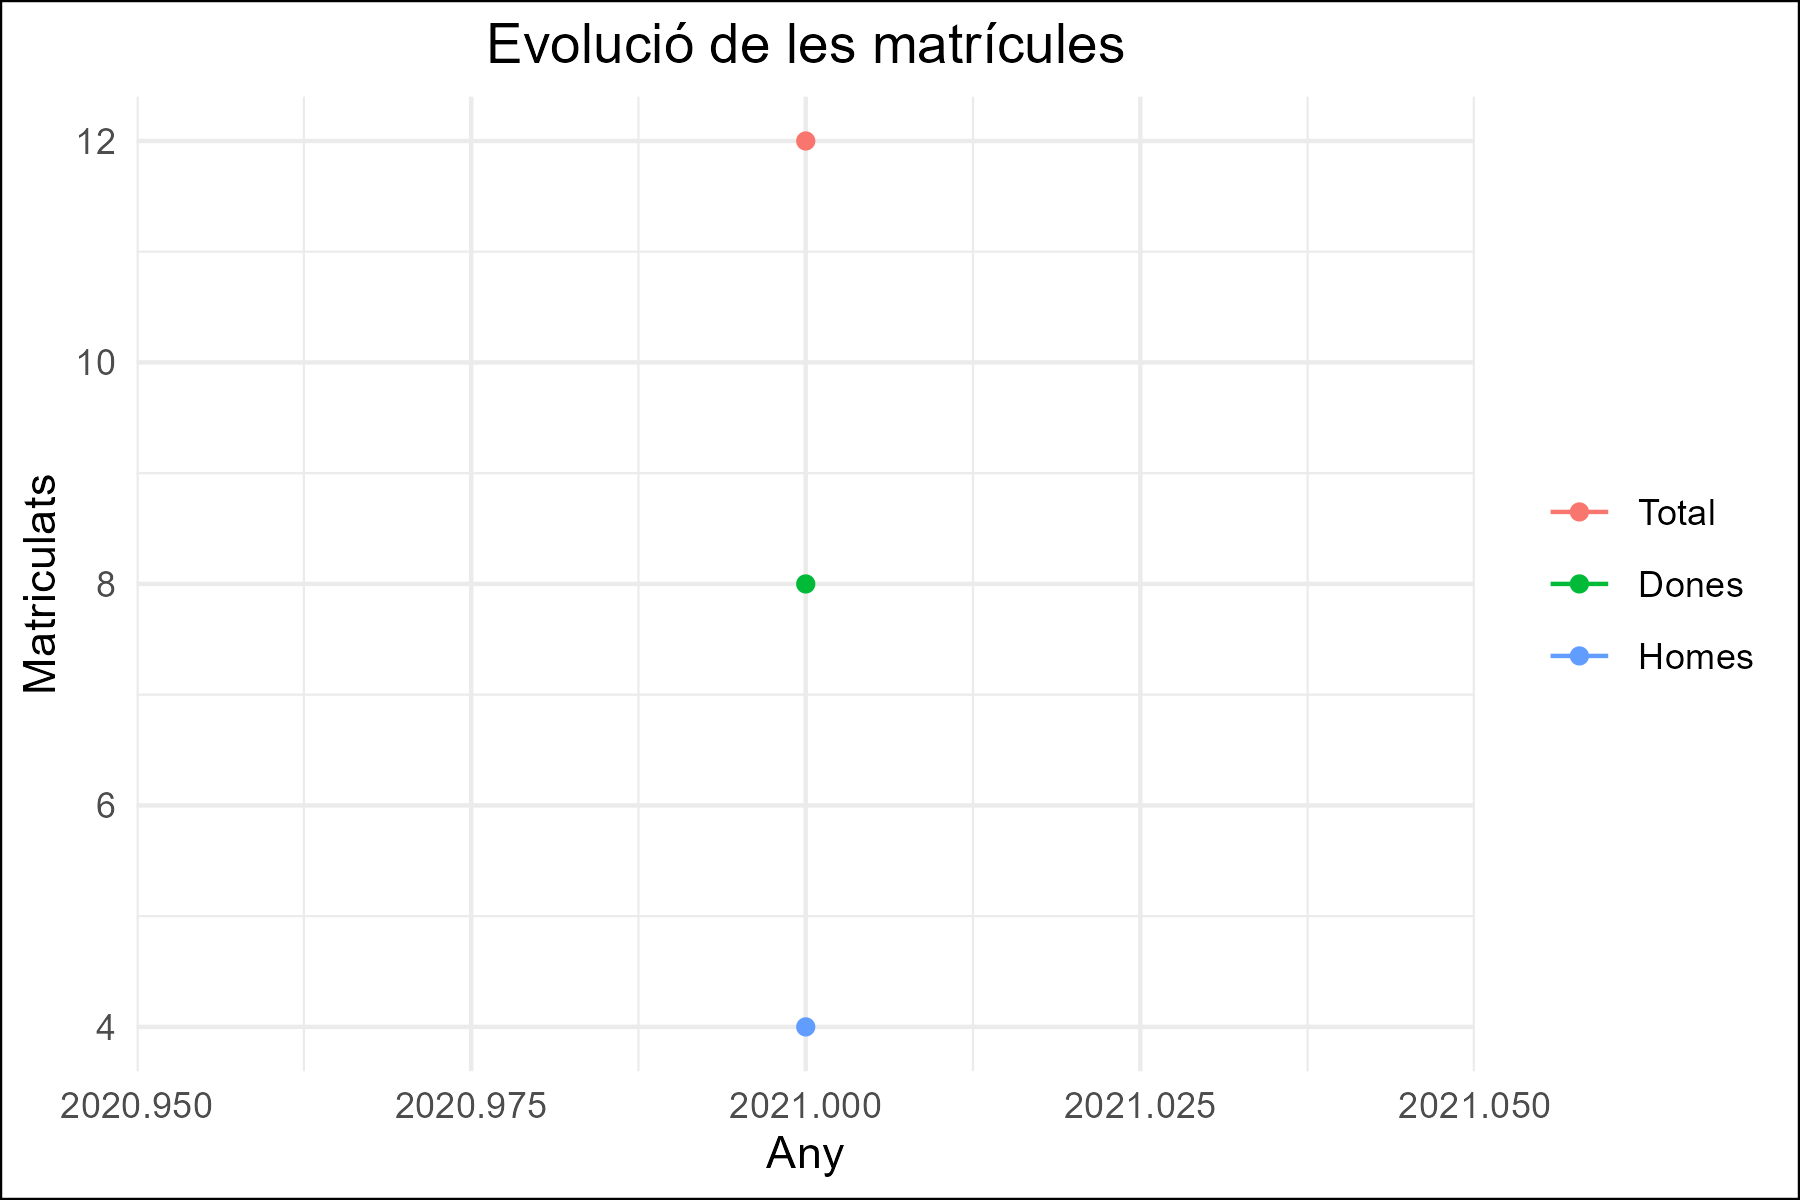 Evolució de les matrícules
12
10
8
6
4
Matriculats
2020.950 2020.975 2021.000 2021.025 2021.050
Any
Total
Dones
Homes